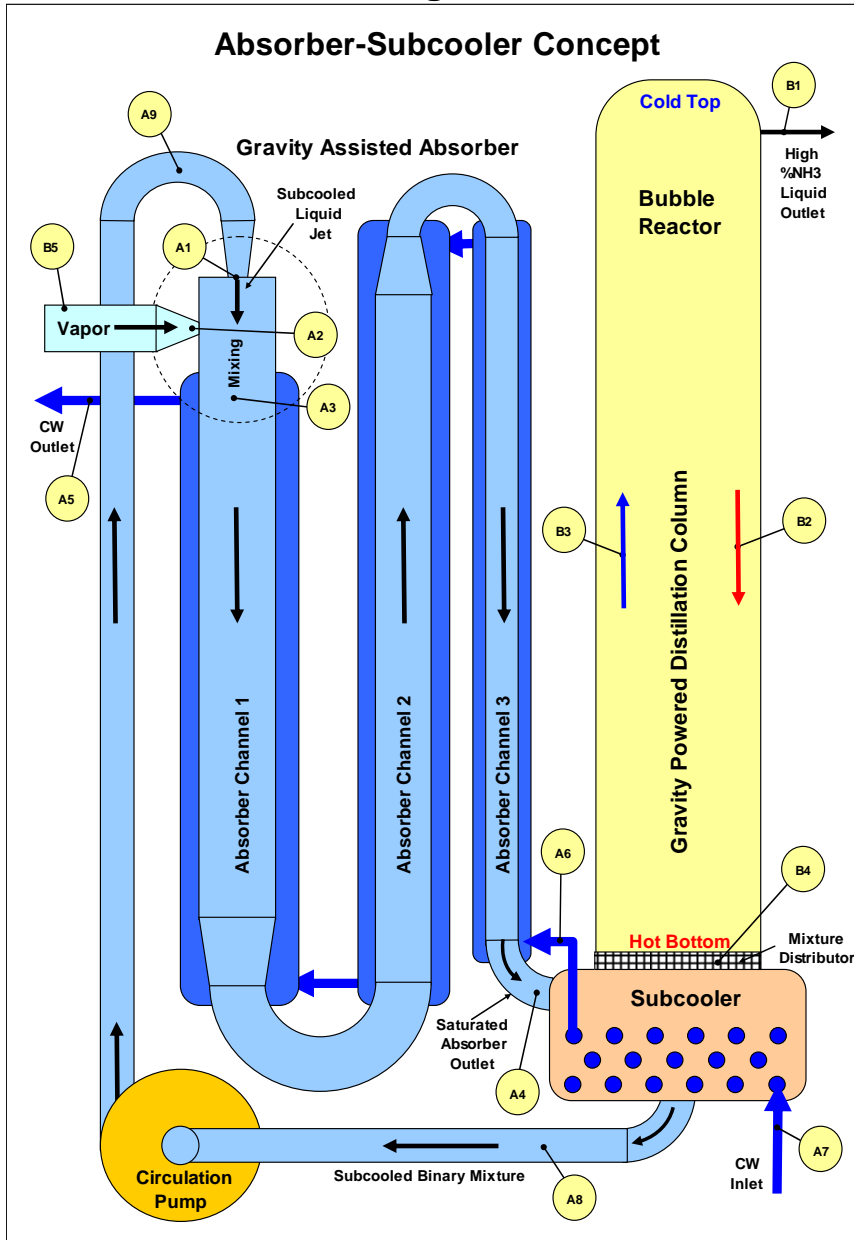 Absorber-Subcooler Concept
A9
B1
Cold Top
Gravity Assisted Absorber
High
%NH3
Liquid
Outlet
Subcooled
Liquid
Jet
Bubble
Reactor
B5
A1
Vapor
A2
Mixing
A3
CW
Outlet
A5
B3
B2
Absorber Channel 1
Absorber Channel 2
Absorber Channel 3
Gravity Powered Distillation Column
A6
B4
Hot Bottom
Mixture
Distributor
Subcooler
Saturated
Absorber
Outlet
A4
A7
CW
Inlet
Circulation
Pump
Subcooled Binary Mixture
A8